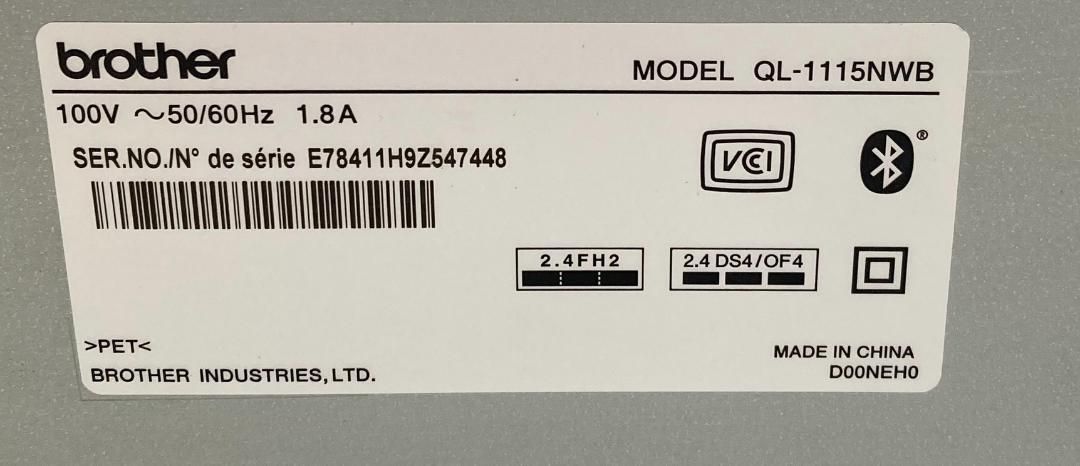 brother
MODEL QL-1115NWB
100V ～50/60Hz 1.8A
SER.NO./N° de série E78411H9Z547448
VCCI
®
2.4FH2
2.4 DS4/OF4
>PET<
BROTHER INDUSTRIES, LTD.
MADE IN CHINA
D00NEH0